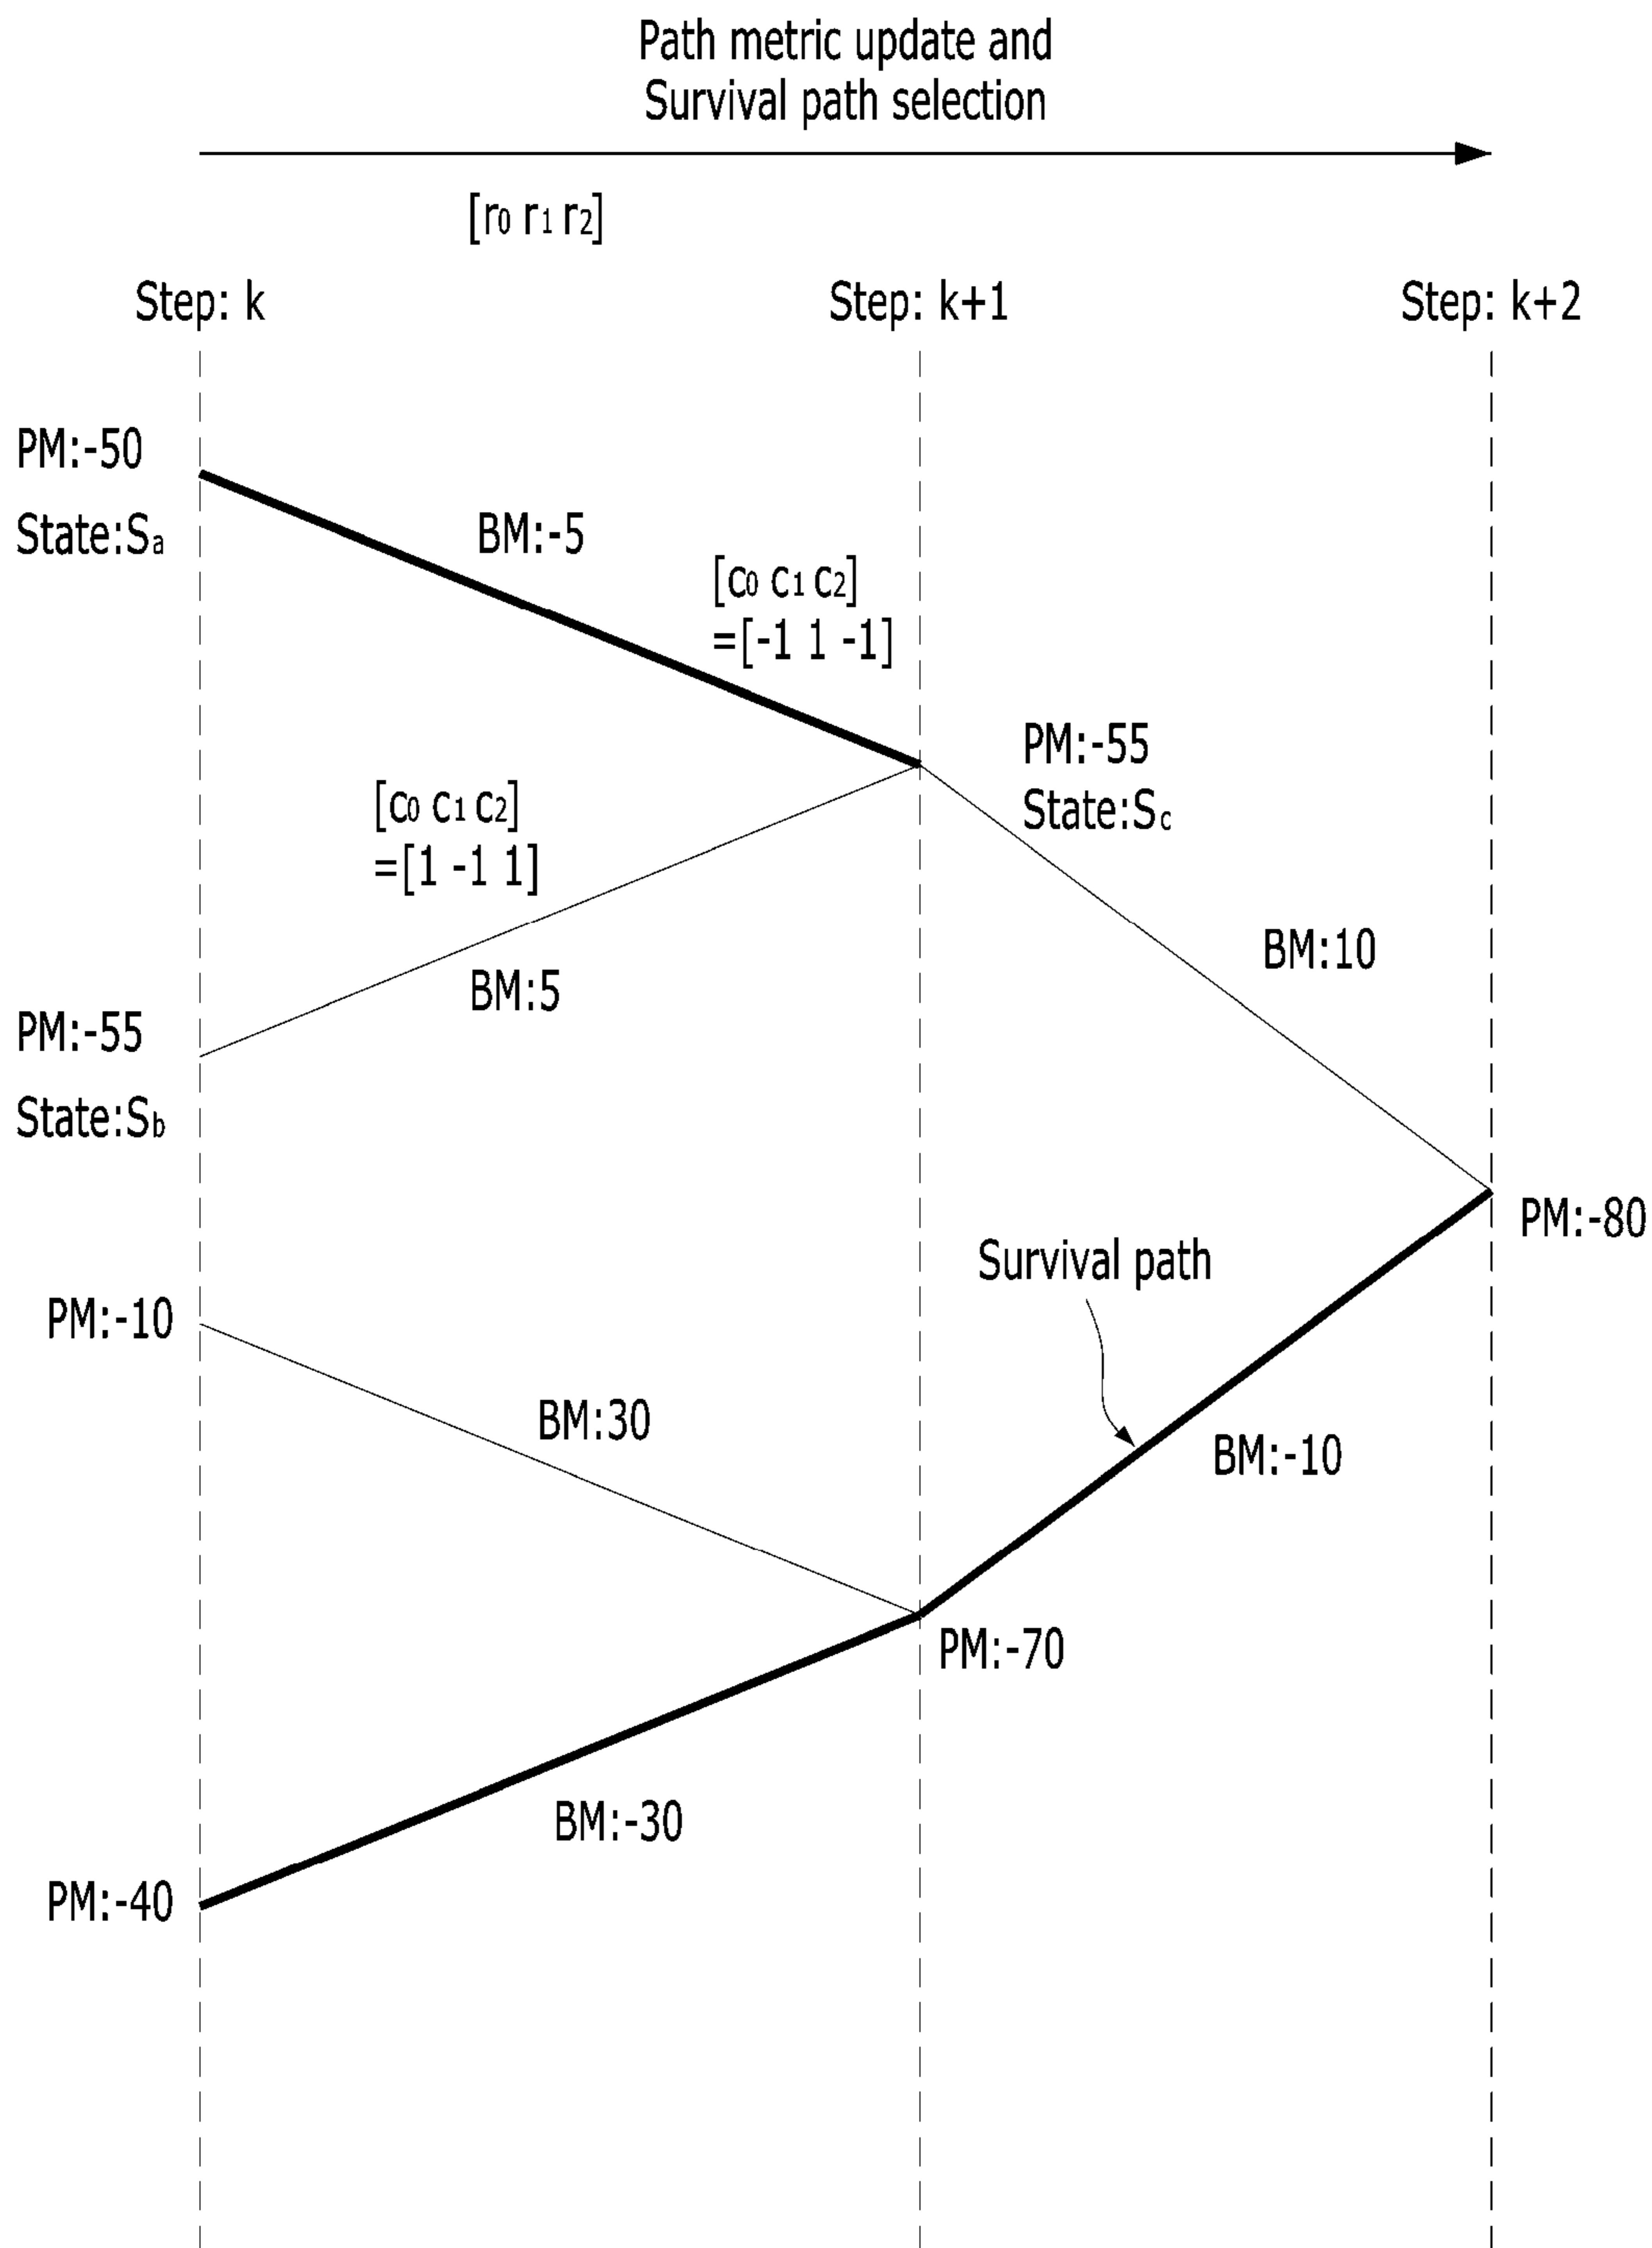 Path metric update and
Survival path selection
[r₀ r₁ r₂]
Step: k
Step: k+1
Step: k+2
PM:-50
State:Sₐ
BM:-5
[c₀ c₁ c₂]
=[-1 1 -1]
PM:-55
State:S꜀
[c₀ c₁ c₂]
=[1 -1 1]
BM:10
BM:5
PM:-55
State:Sb
PM:-80
Survival path
PM:-10
BM:30
BM:-10
PM:-70
BM:-30
PM:-40